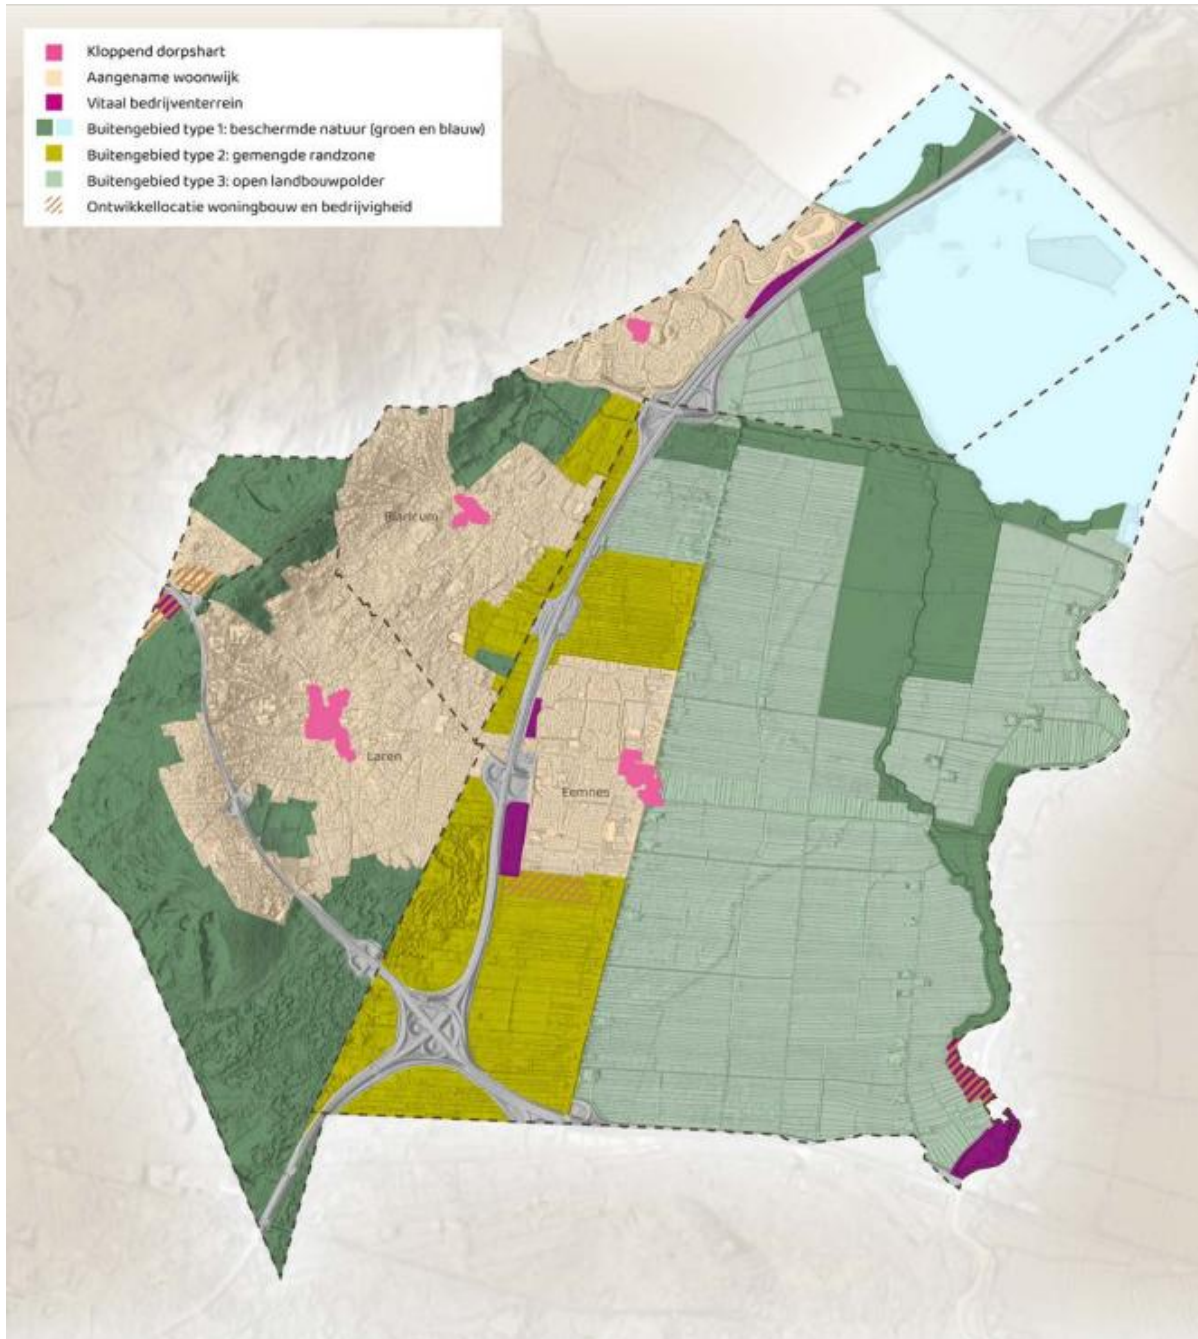 Kloppend dorpshart
Aangename woonwijk
Vitaal bedrijventerrein
Buitengebied type 1: beschermde natuur (groen en blauw)
Buitengebied type 2: gemengde randzone
Buitengebied type 3: open landbouwpolder
Ontwikkellocatie woningbouw en bedrijvigheid
Blaricum
Laren
Eemnes